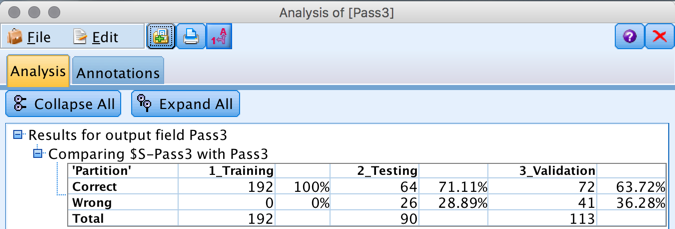 Analysis of [Pass3]
File Edit
Analysis Annotations
Collapse All Expand All
Results for output field Pass3
Comparing $S-Pass3 with Pass3
'Partition' 1_Training 2_Testing 3_Validation
Correct 192 100% 64 71.11% 72 63.72%
Wrong 0 0% 26 28.89% 41 36.28%
Total 192 90 113